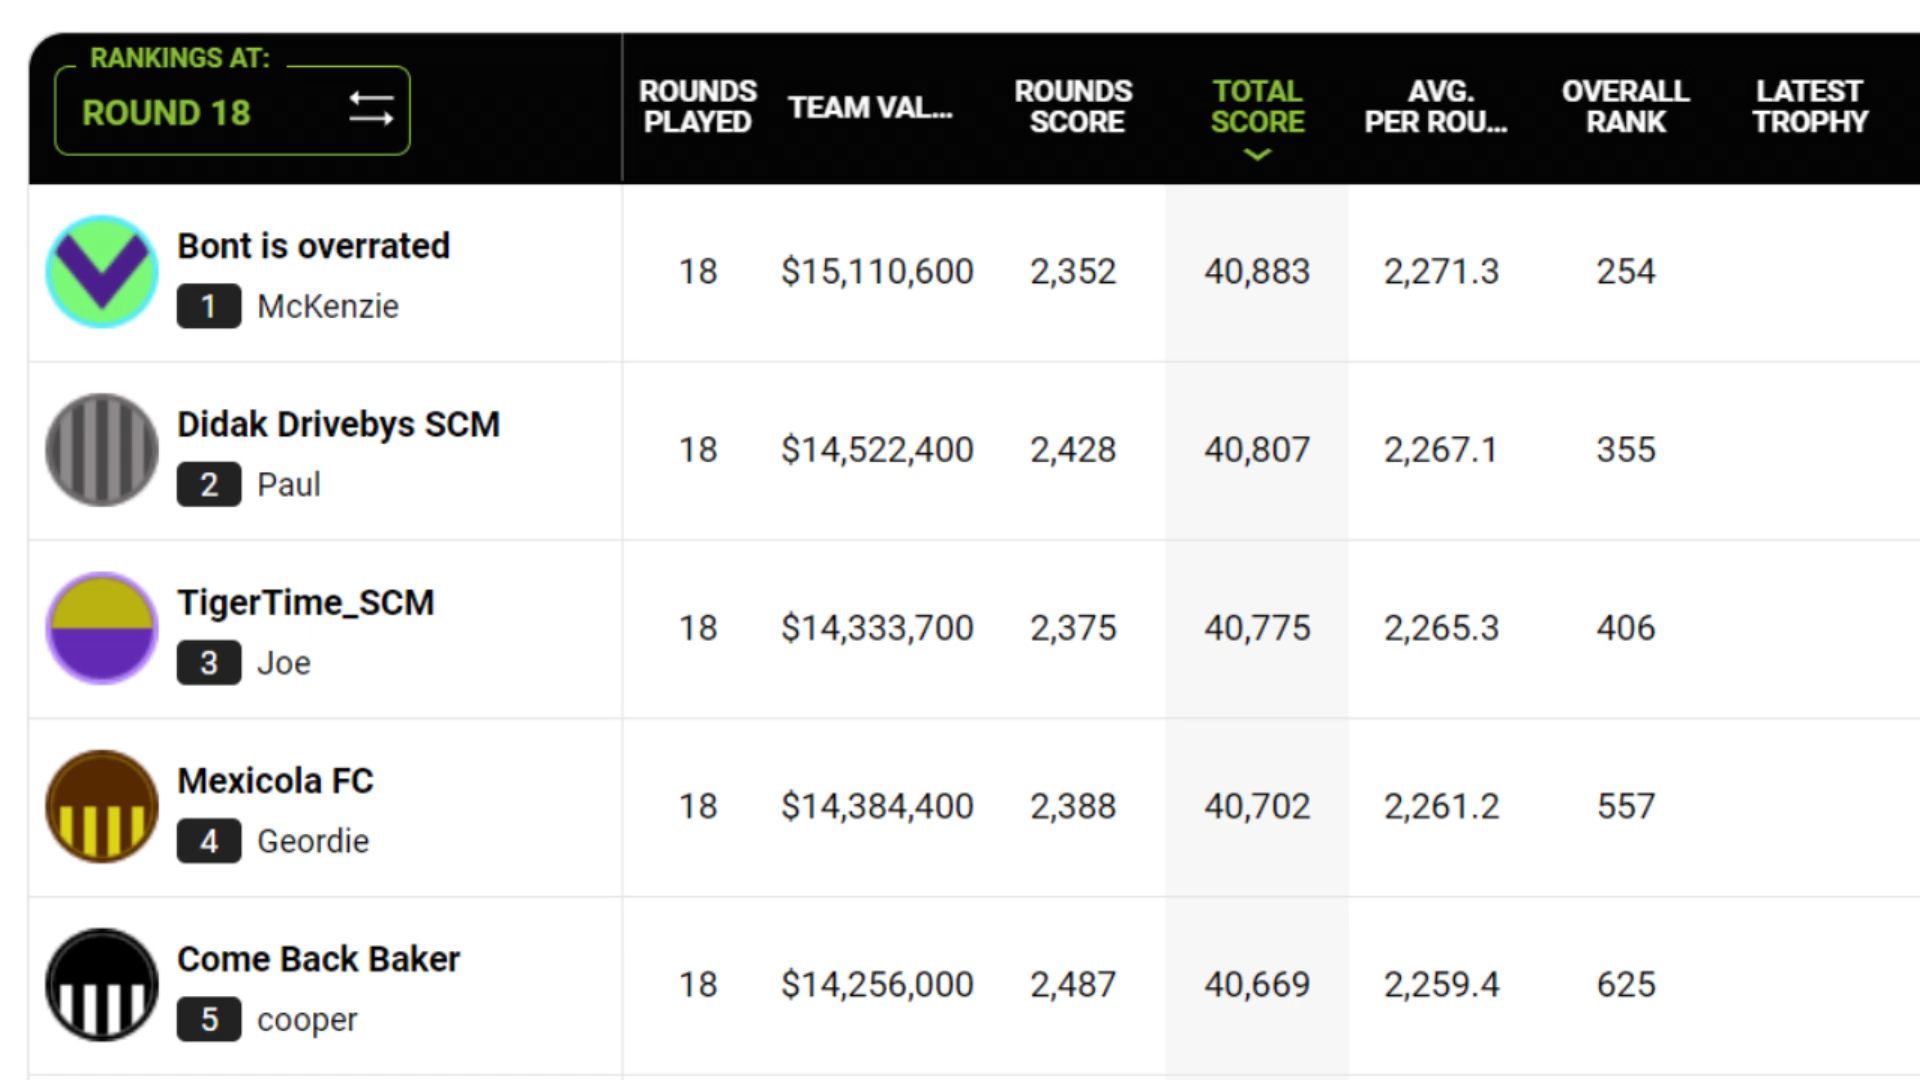 RANKINGS AT:
ROUND 18
ROUNDS PLAYED
TEAM VAL...
ROUNDS SCORE
TOTAL SCORE
AVG. PER ROU...
OVERALL RANK
LATEST TROPHY
Bont is overrated
1 McKenzie
18 $15,110,600 2,352 40,883 2,271.3 254
Didak Drivebys SCM
2 Paul
18 $14,522,400 2,428 40,807 2,267.1 355
TigerTime_SCM
3 Joe
18 $14,333,700 2,375 40,775 2,265.3 406
Mexicola FC
4 Geordie
18 $14,384,400 2,388 40,702 2,261.2 557
Come Back Baker
5 cooper
18 $14,256,000 2,487 40,669 2,259.4 625